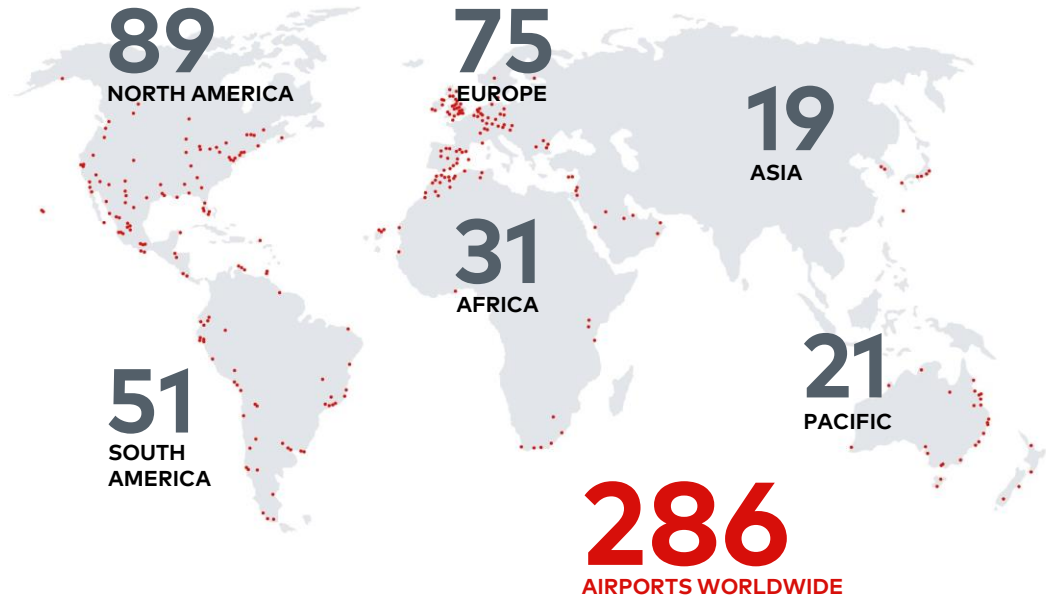 89
NORTH AMERICA
75
EUROPE
19
ASIA
31
AFRICA
51
SOUTH
AMERICA
21
PACIFIC
286
AIRPORTS WORLDWIDE